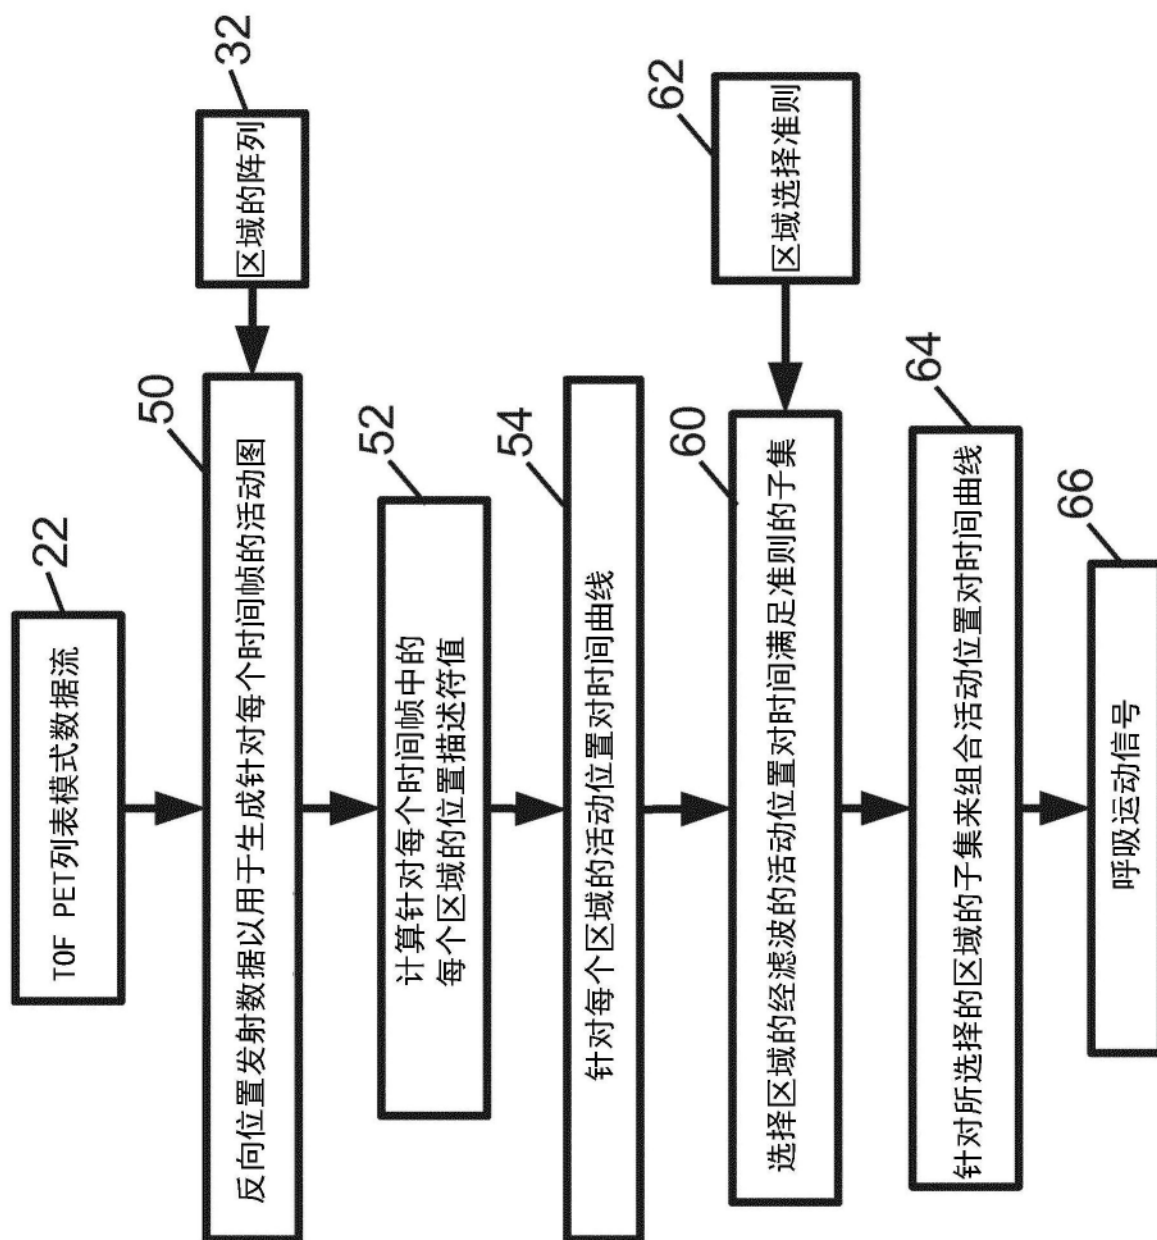 TOF PET列表模式数据流
22
区域的阵列
32
反向位置发射数据以用于生成针对每个时间帧的活动图
50
计算针对每个时间帧中的
每个区域的位置描述符值
52
针对每个区域的活动位置对时间曲线
54
区域选择准则
62
选择区域的经滤波的活动位置对时间满足准则的子集
60
针对所选择的区域的子集来组合活动位置对时间曲线
64
呼吸运动信号
66